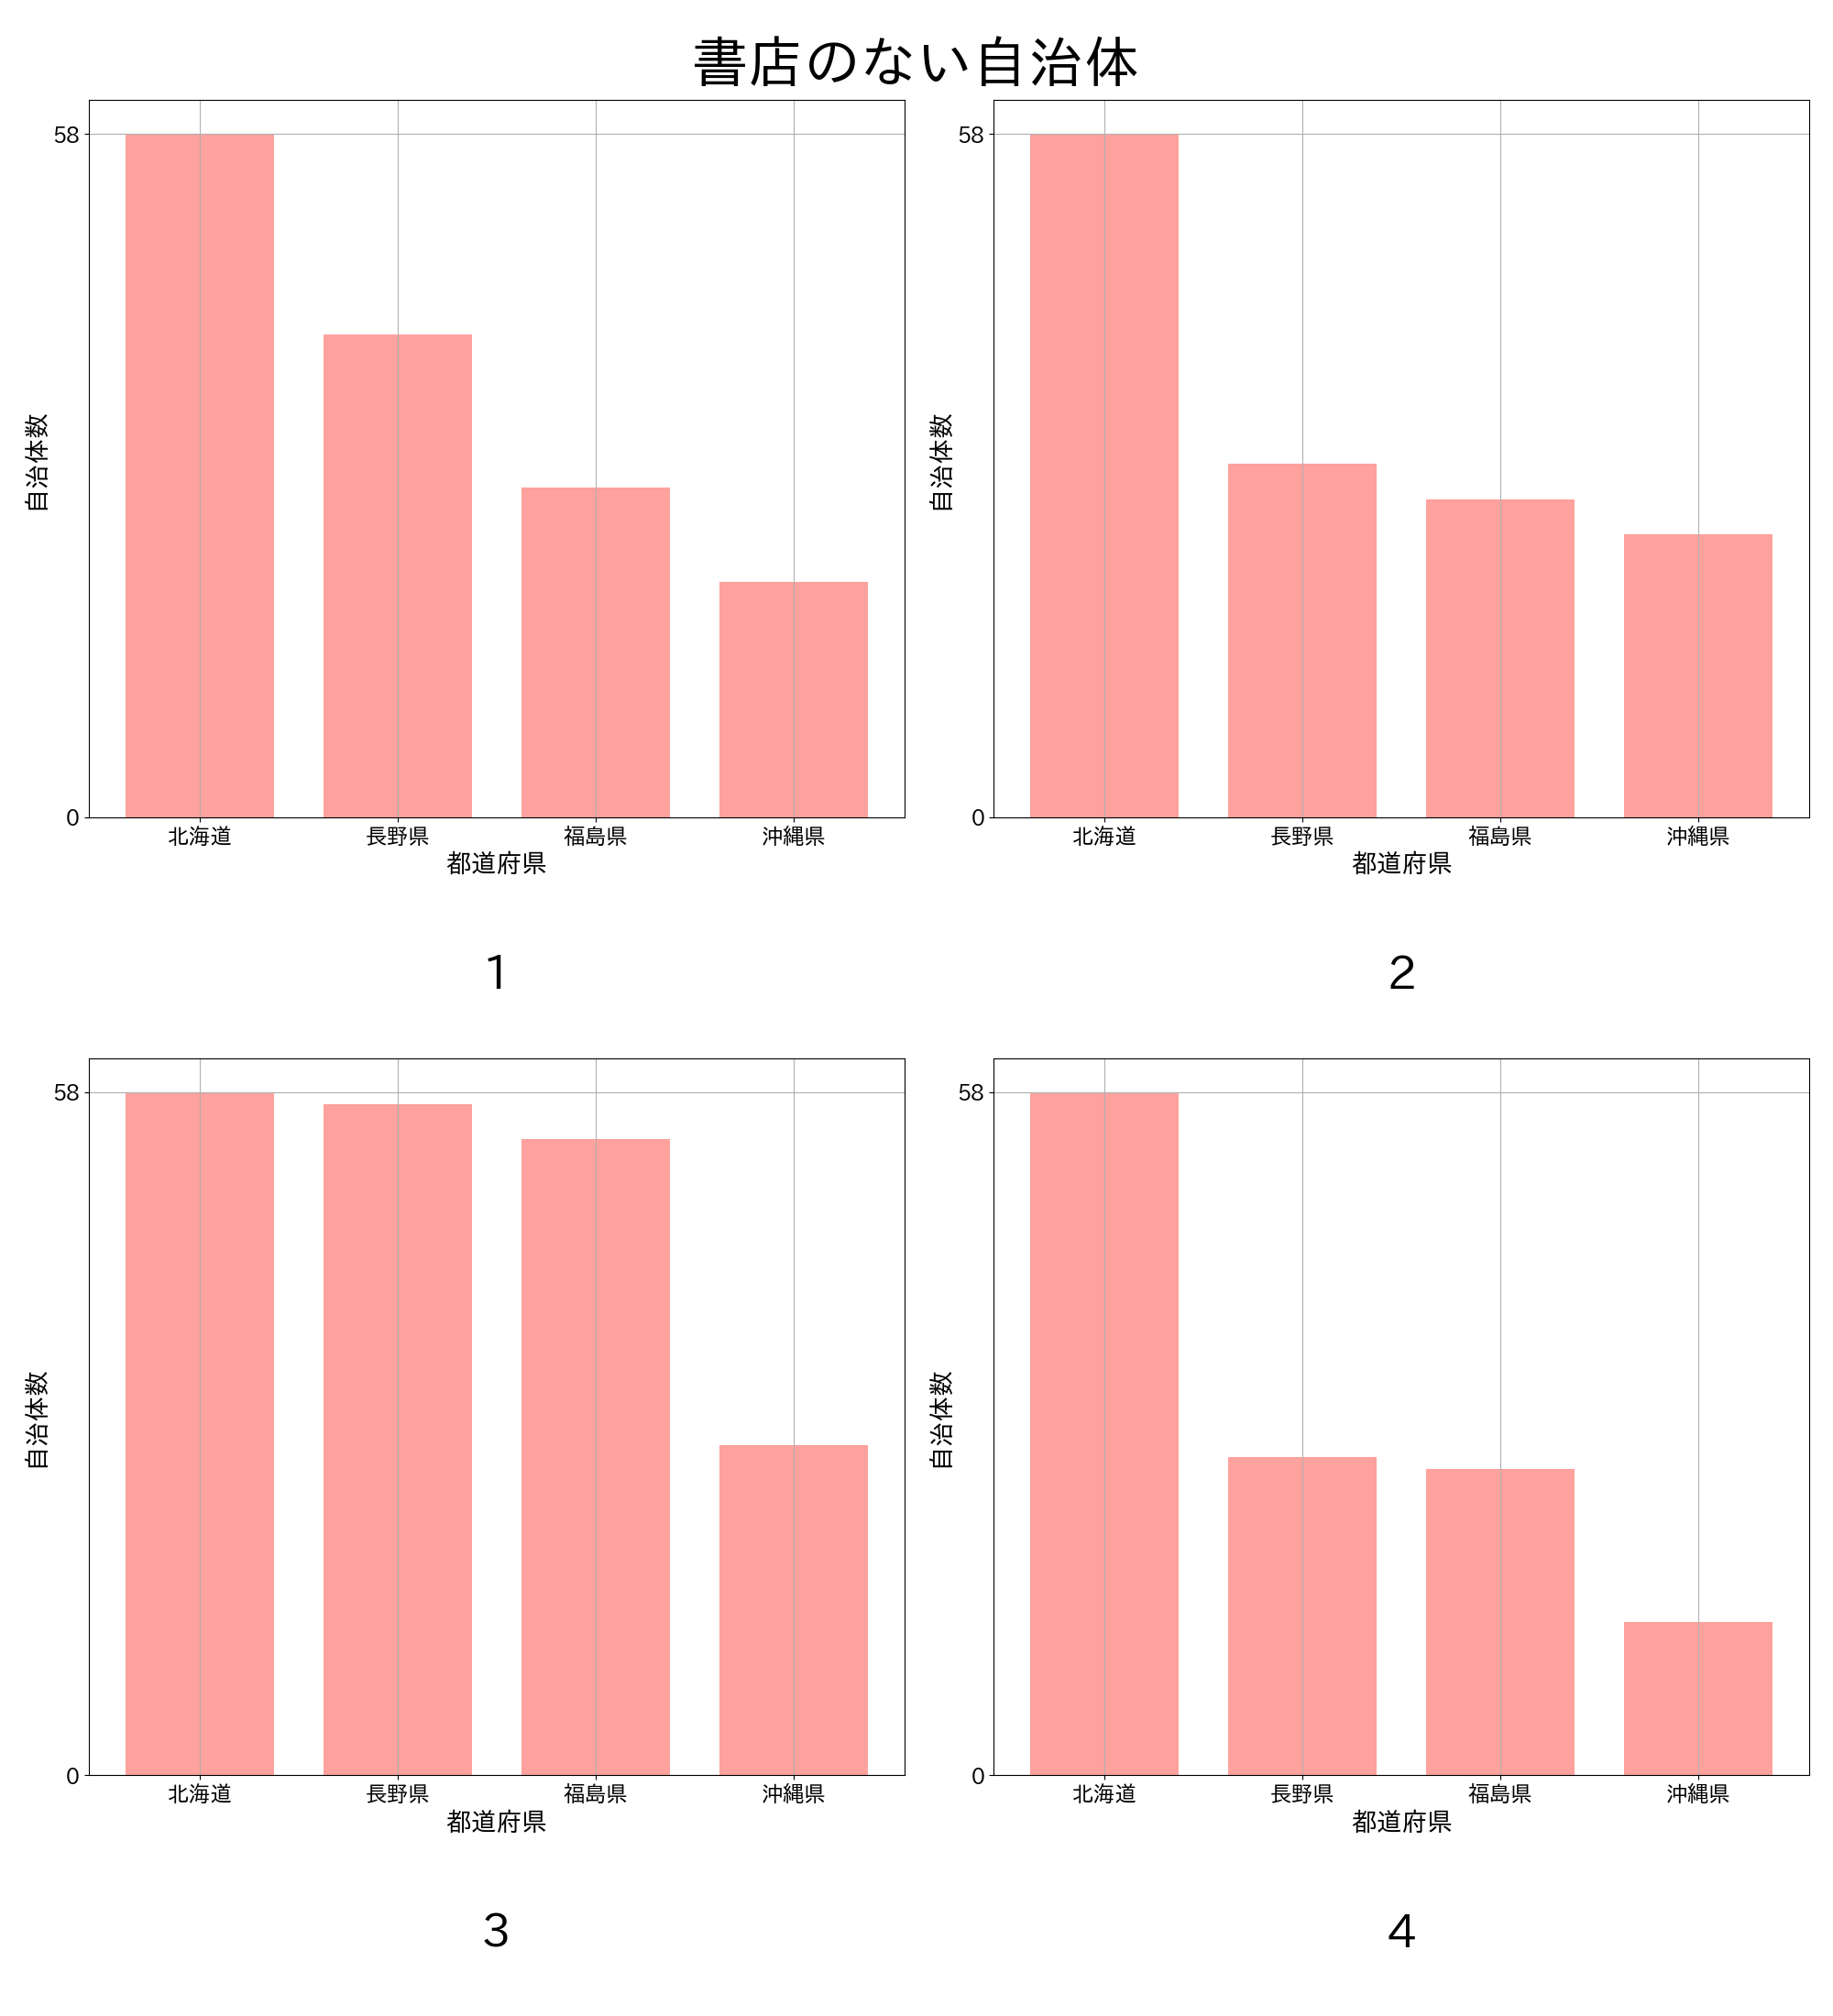 書店のない自治体
58
0
自治体数
北海道 長野県 福島県 沖縄県
都道府県
1
58
0
自治体数
北海道 長野県 福島県 沖縄県
都道府県
2
58
0
自治体数
北海道 長野県 福島県 沖縄県
都道府県
3
58
0
自治体数
北海道 長野県 福島県 沖縄県
都道府県
4